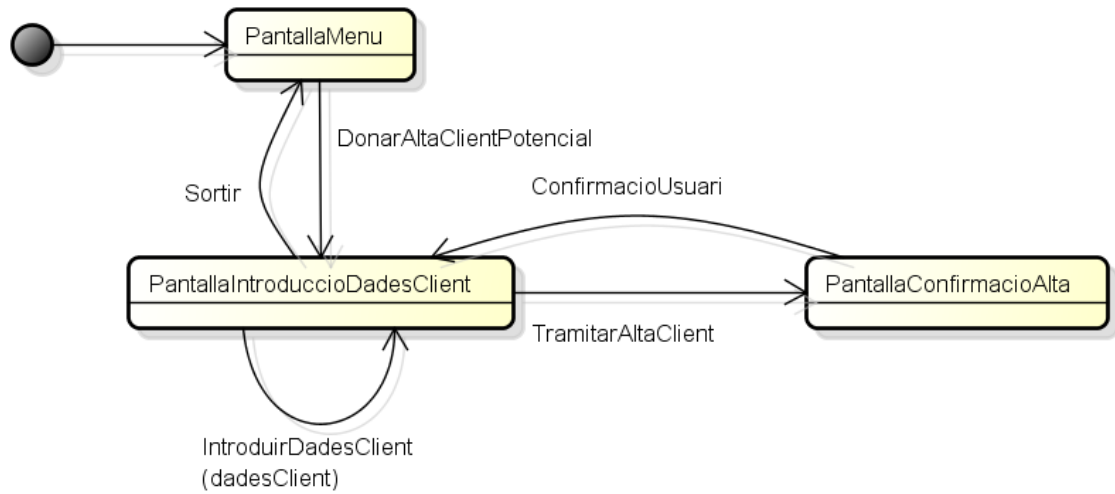 PantallaMenu
DonarAltaClientPotencial
Sortir
ConfirmacioUsuari
PantallaIntroduccioDadesClient
PantallaConfirmacioAlta
TramitarAltaClient
IntroduirDadesClient
(dadesClient)